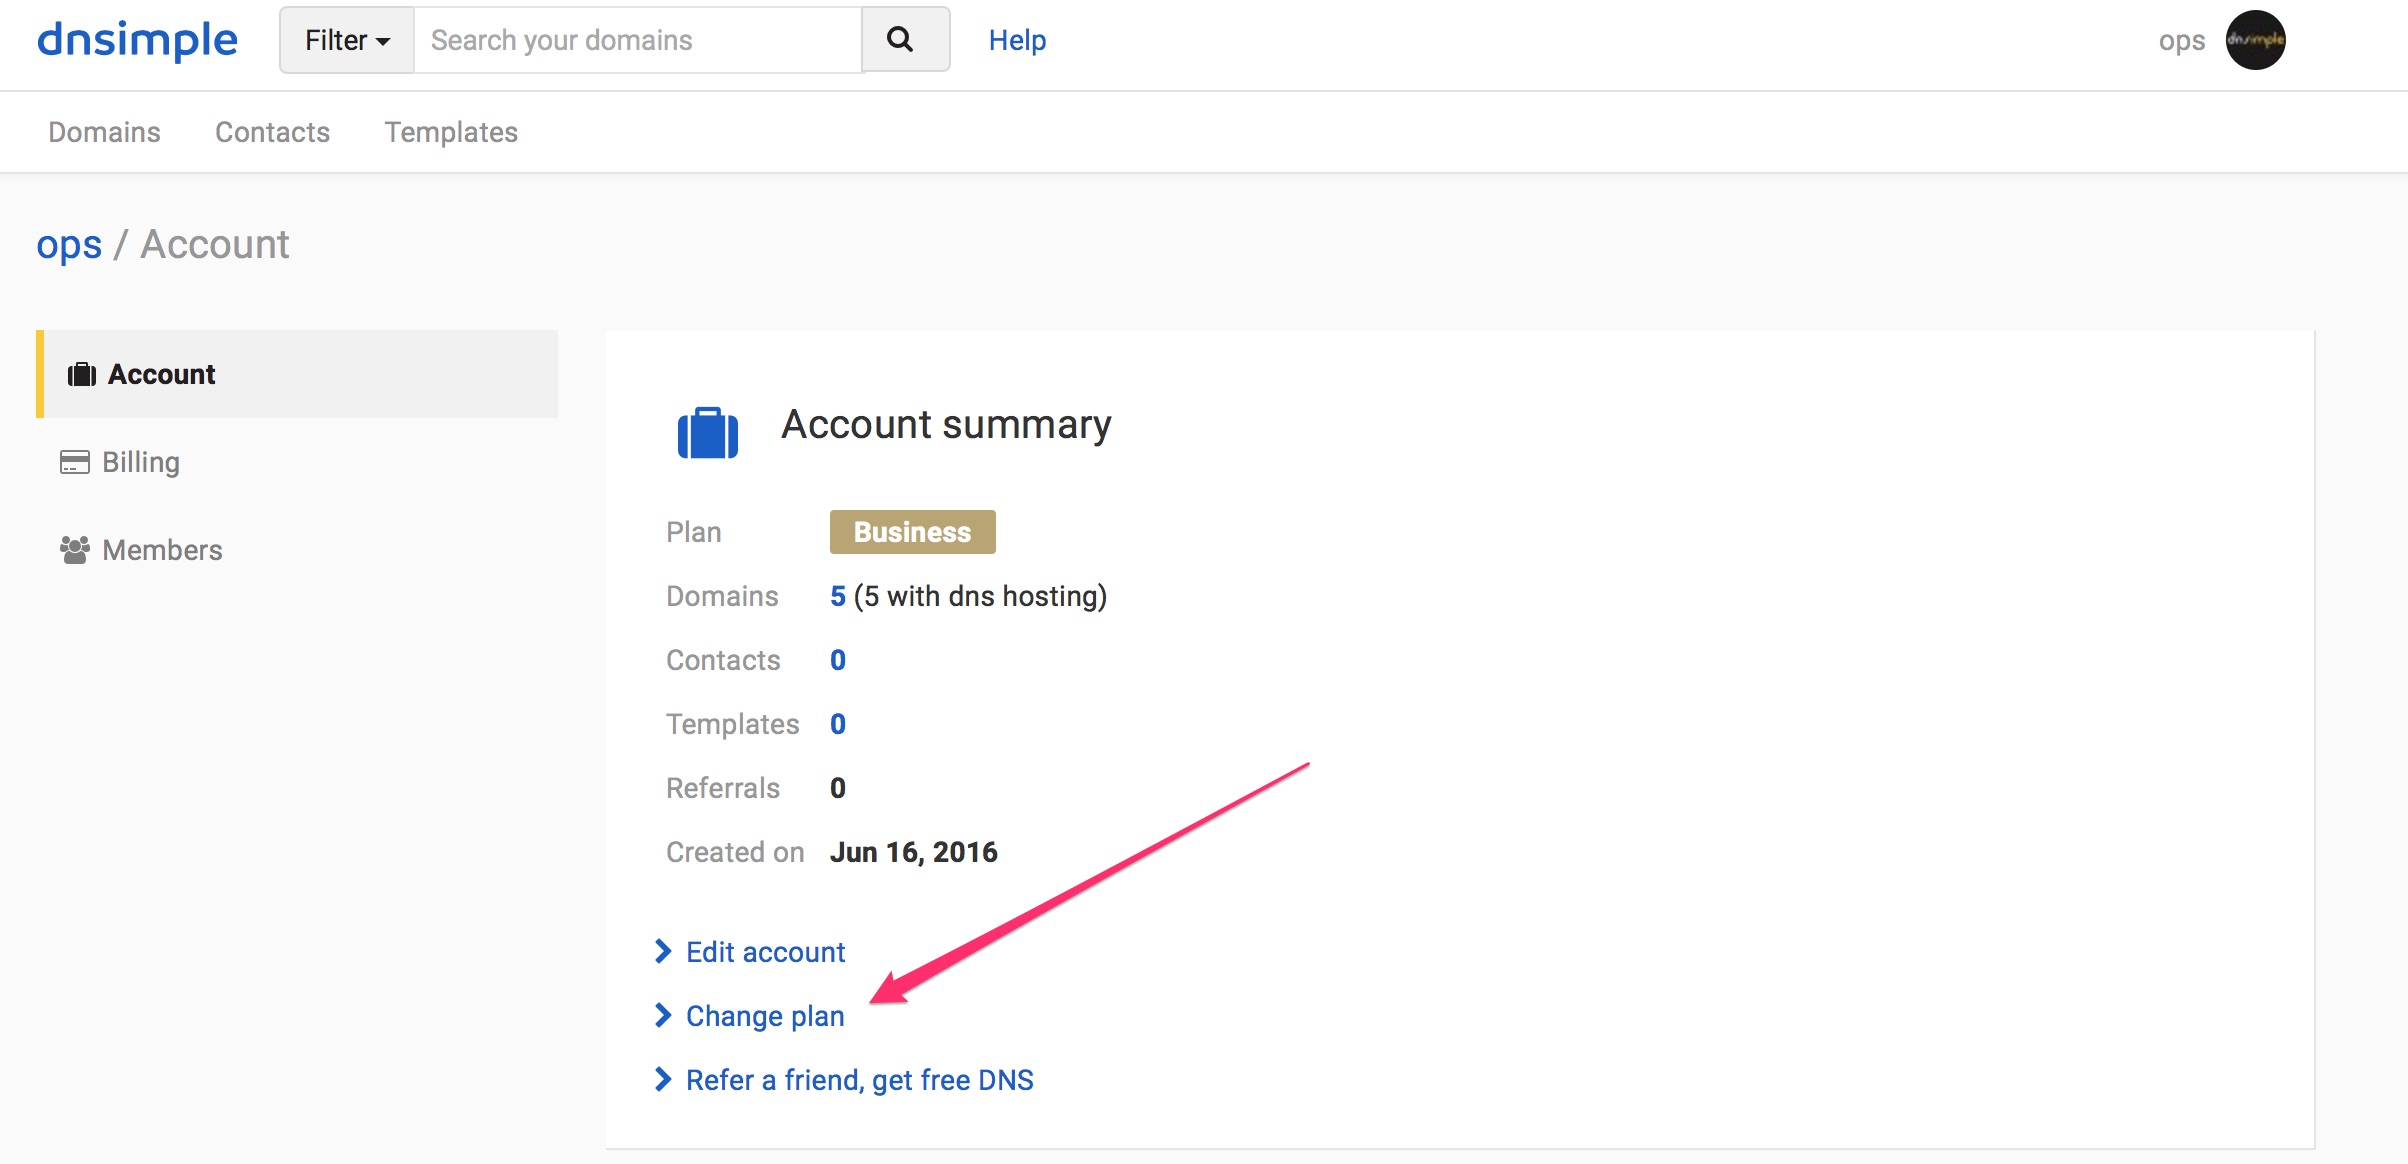 dnsimple Filter Search your domains Help ops dnsimple
Domains Contacts Templates
ops / Account
Account
Billing
Members
Account summary
Plan Business
Domains 5 (5 with dns hosting)
Contacts 0
Templates 0
Referrals 0
Created on Jun 16, 2016
Edit account
Change plan
Refer a friend, get free DNS